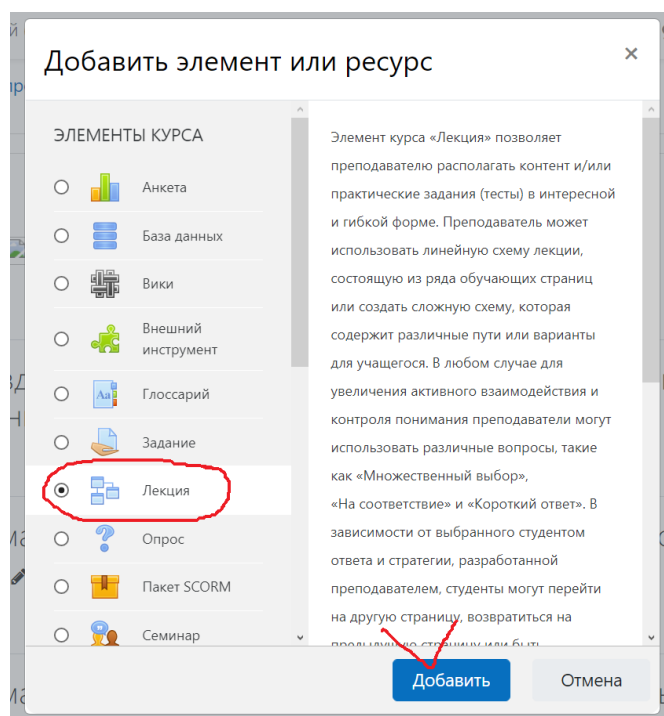 Добавить элемент или ресурс
×
ЭЛЕМЕНТЫ КУРСА
Анкета
База данных
Вики
Внешний
инструмент
Глоссарий
Задание
Лекция
Опрос
Пакет SCORM
Семинар
Элемент курса «Лекция» позволяет
преподавателю располагать контент и/или
практические задания (тесты) в интересной
и гибкой форме. Преподаватель может
использовать линейную схему лекции,
состоящую из ряда обучающих страниц
или создать сложную схему, которая
содержит различные пути или варианты
для учащегося. В любом случае для
увеличения активного взаимодействия и
контроля понимания преподаватели могут
использовать различные вопросы, такие
как «Множественный выбор»,
«На соответствие» и «Короткий ответ». В
зависимости от выбранного студентом
ответа и стратегии, разработанной
преподавателем, студенты могут перейти
на другую страницу, возвратиться на
предыдущую страницу или быть
Добавить
Отмена